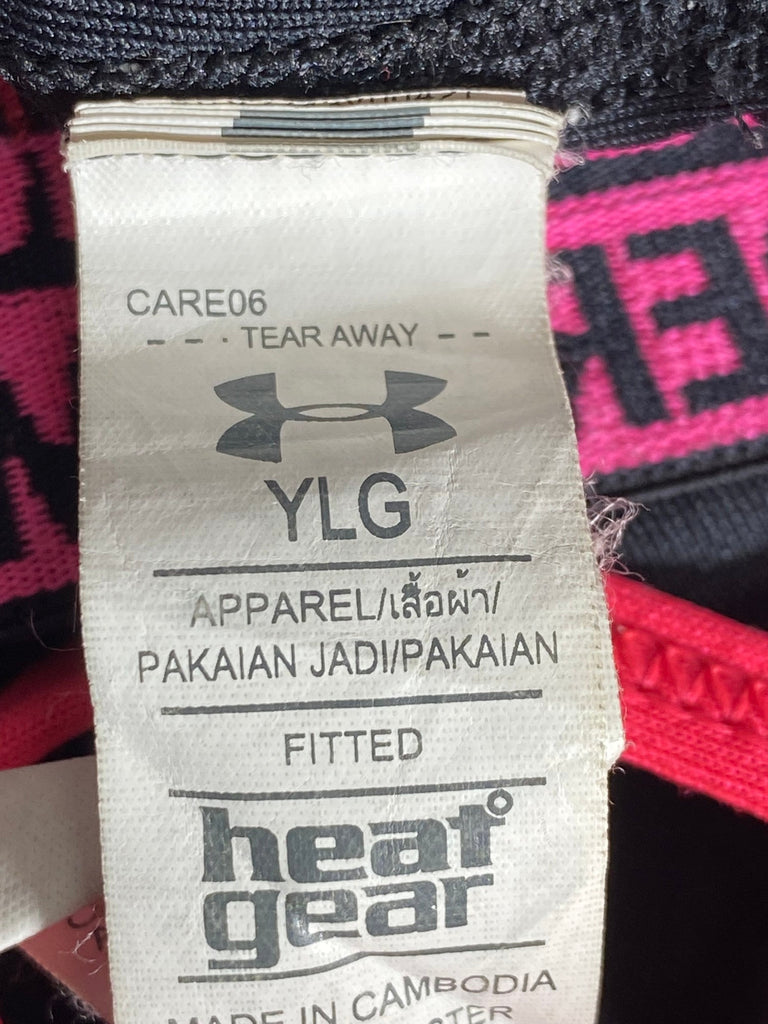 CARE06
- - · TEAR AWAY - -
YLG
APPAREL/เสื้อผ้า/
PAKAIAN JADI/PAKAIAN
FITTED
heat°
gear
MADE IN CAMBODIA